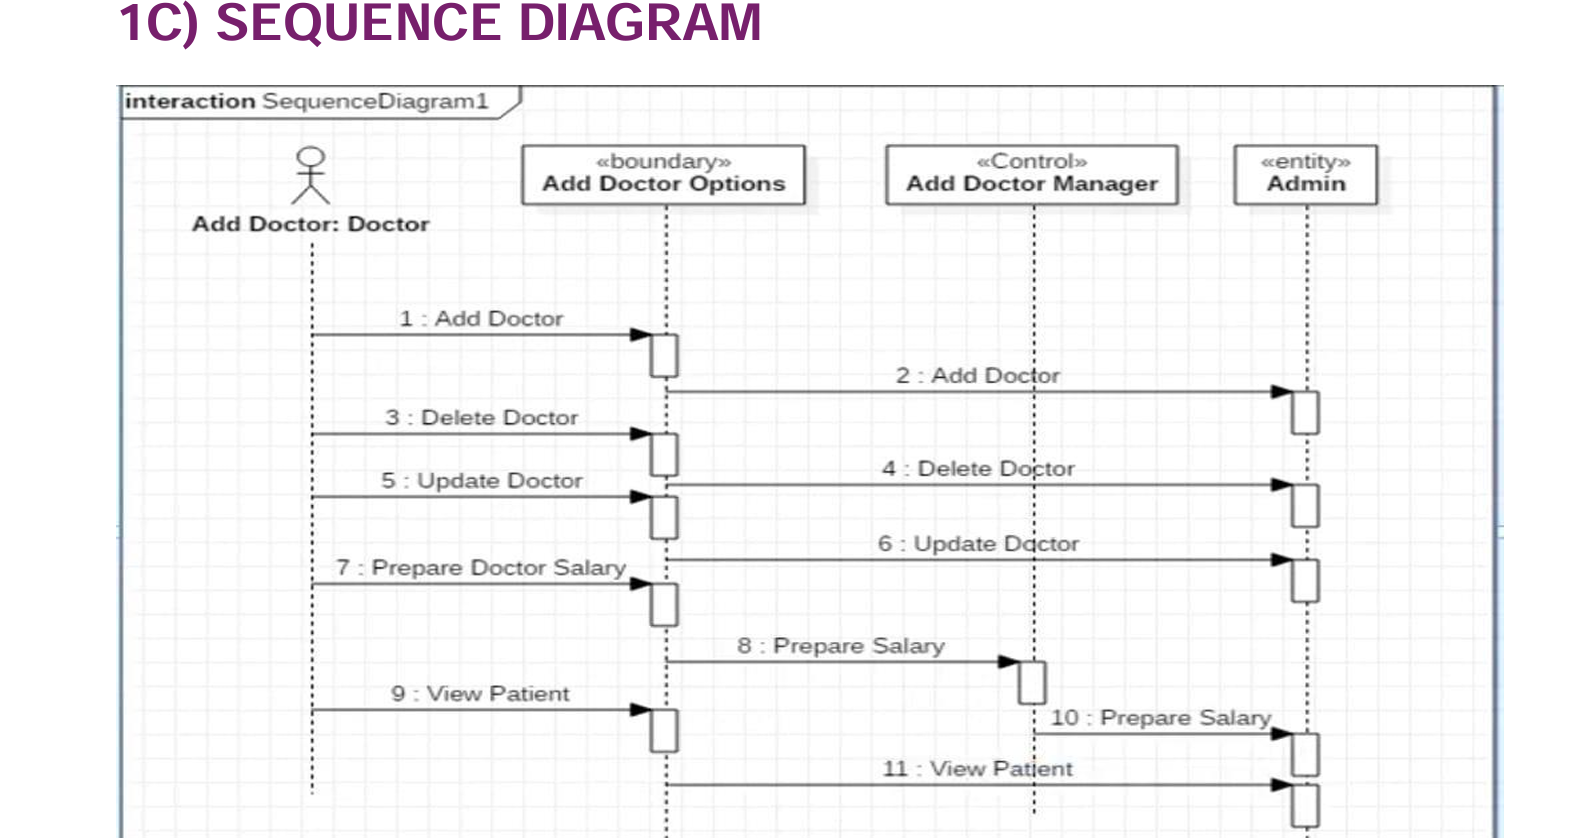 1C) SEQUENCE DIAGRAM
interaction SequenceDiagram1
«boundary»
Add Doctor Options
«Control»
Add Doctor Manager
«entity»
Admin
Add Doctor: Doctor
1 : Add Doctor
2 : Add Doctor
3 : Delete Doctor
4 : Delete Doctor
5 : Update Doctor
6 : Update Doctor
7 : Prepare Doctor Salary
8 : Prepare Salary
9 : View Patient
10 : Prepare Salary
11 : View Patient